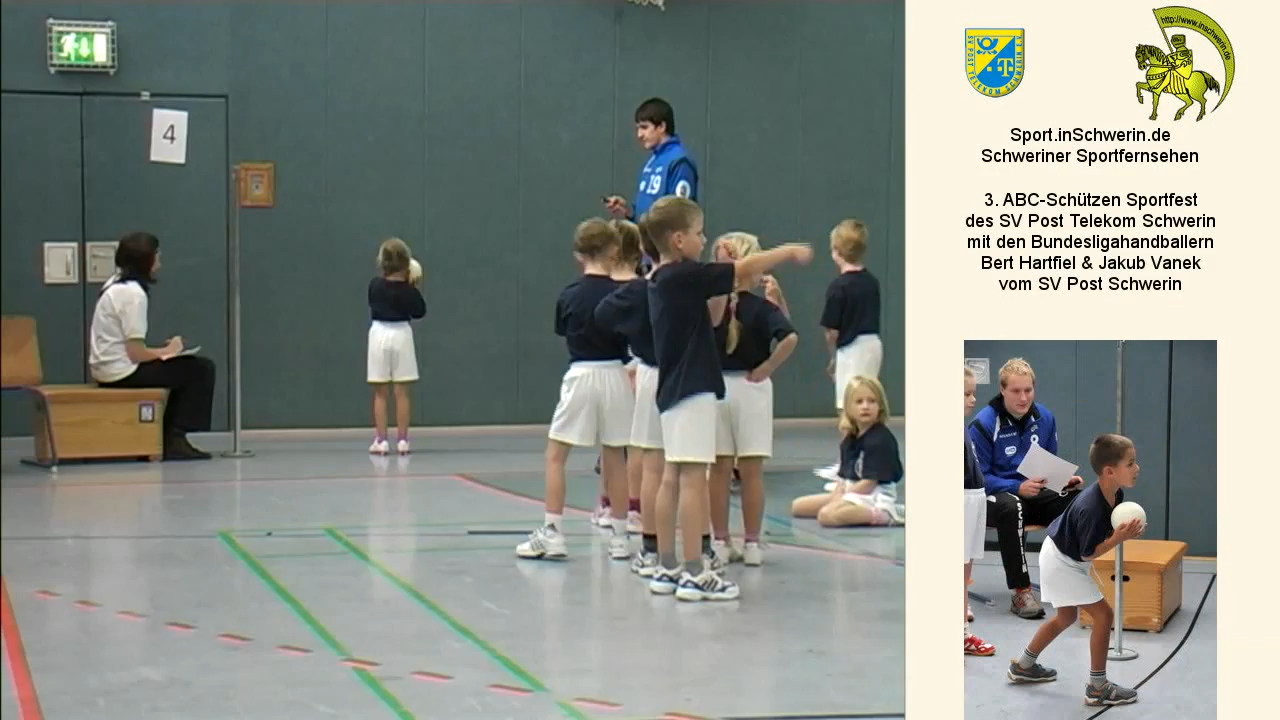 4
19
SV POST TELEKOM SCHWERIN E.V.
T
http://www.inschwerin.de
Sport.inSchwerin.de
Schweriner Sportfernsehen
3. ABC-Schützen Sportfest
des SV Post Telekom Schwerin
mit den Bundesligahandballern
Bert Hartfiel & Jakub Vanek
vom SV Post Schwerin
SCHWERIN